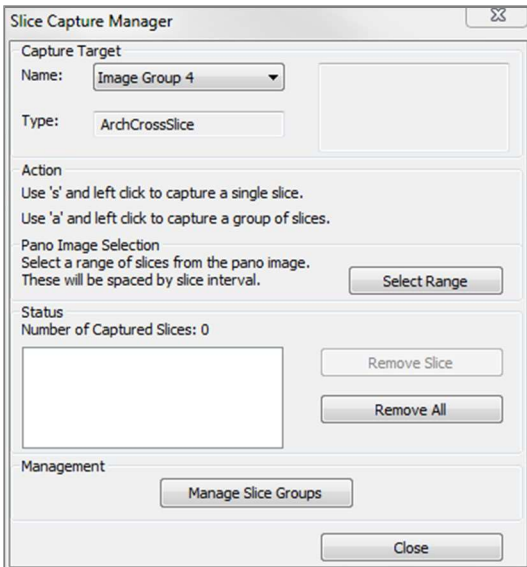 Slice Capture Manager
Capture Target
Name:
Image Group 4
Type:
ArchCrossSlice
Action
Use 's' and left click to capture a single slice.
Use 'a' and left click to capture a group of slices.
Pano Image Selection
Select a range of slices from the pano image.
These will be spaced by slice interval.
Select Range
Status
Number of Captured Slices: 0
Remove Slice
Remove All
Management
Manage Slice Groups
Close